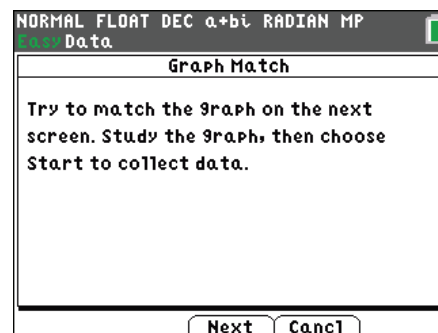 NORMAL FLOAT DEC a+bi RADIAN MP
EasyData
Graph Match
Try to match the graph on the next
screen. Study the graph, then choose
Start to collect data.
Next Cancl